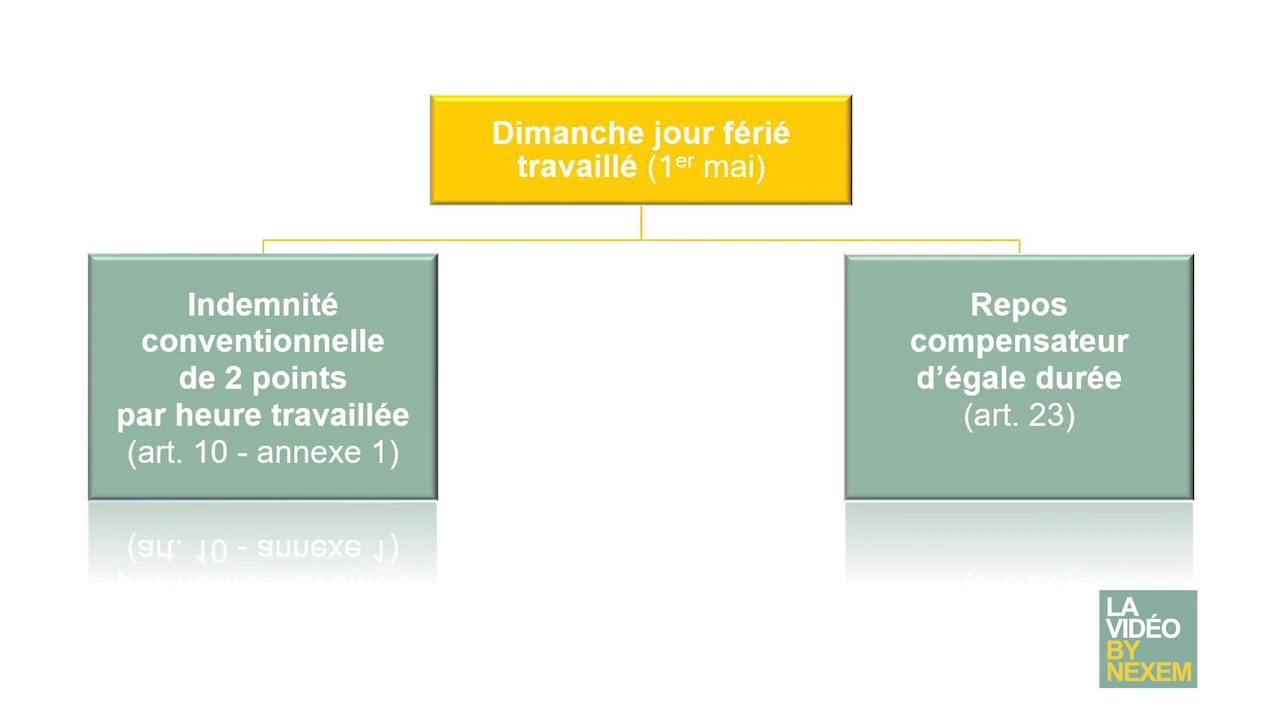 Dimanche jour férié
travaillé (1er mai)
Indemnité
conventionnelle
de 2 points
par heure travaillée
(art. 10 - annexe 1)
Repos
compensateur
d’égale durée
(art. 23)
LA
VIDÉO
BY
NEXEM